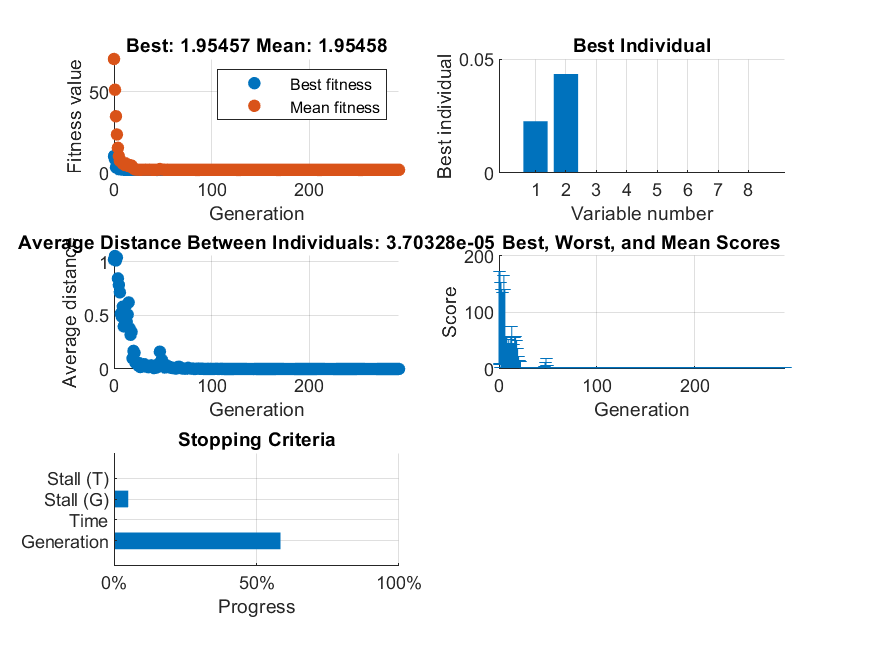 Best: 1.95457 Mean: 1.95458
Fitness value
50
0
0 100 200
Generation
Best fitness
Mean fitness
Best Individual
Best individual
0.05
0
1 2 3 4 5 6 7 8
Variable number
Average Distance Between Individuals: 3.70328e-05
Average distance
1
0.5
0
0 100 200
Generation
Best, Worst, and Mean Scores
Score
200
100
0
0 100 200
Generation
Stopping Criteria
Stall (T)
Stall (G)
Time
Generation
0% 50% 100%
Progress